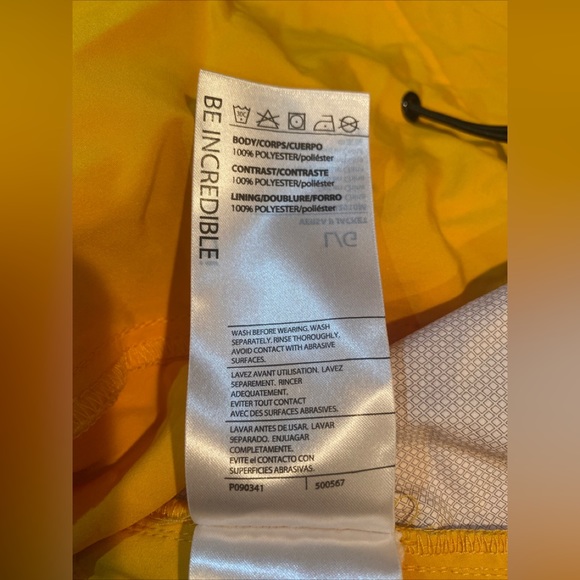 BE INCREDIBLE
BODY/CORPS/CUERPO
100% POLYESTER/poliéster
CONTRAST/CONTRASTE
100% POLYESTER/poliéster
LINING/DOUBLURE/FORRO
100% POLYESTER/poliéster
JACKET
L/G
WASH BEFORE WEARING. WASH
SEPARATELY. RINSE THOROUGHLY.
AVOID CONTACT WITH ABRASIVE
SURFACES.
LAVEZ AVANT UTILISATION. LAVEZ
SEPAREMENT. RINCER
ADEQUATEMENT.
EVITER TOUT CONTACT
AVEC DES SURFACES ABRASIVES.
LAVAR ANTES DE USAR. LAVAR
SEPARADO. ENJUAGAR
COMPLETAMENTE.
EVITE el CONTACTO CON
SUPERFICIES ABRASIVAS.
P090341 500567